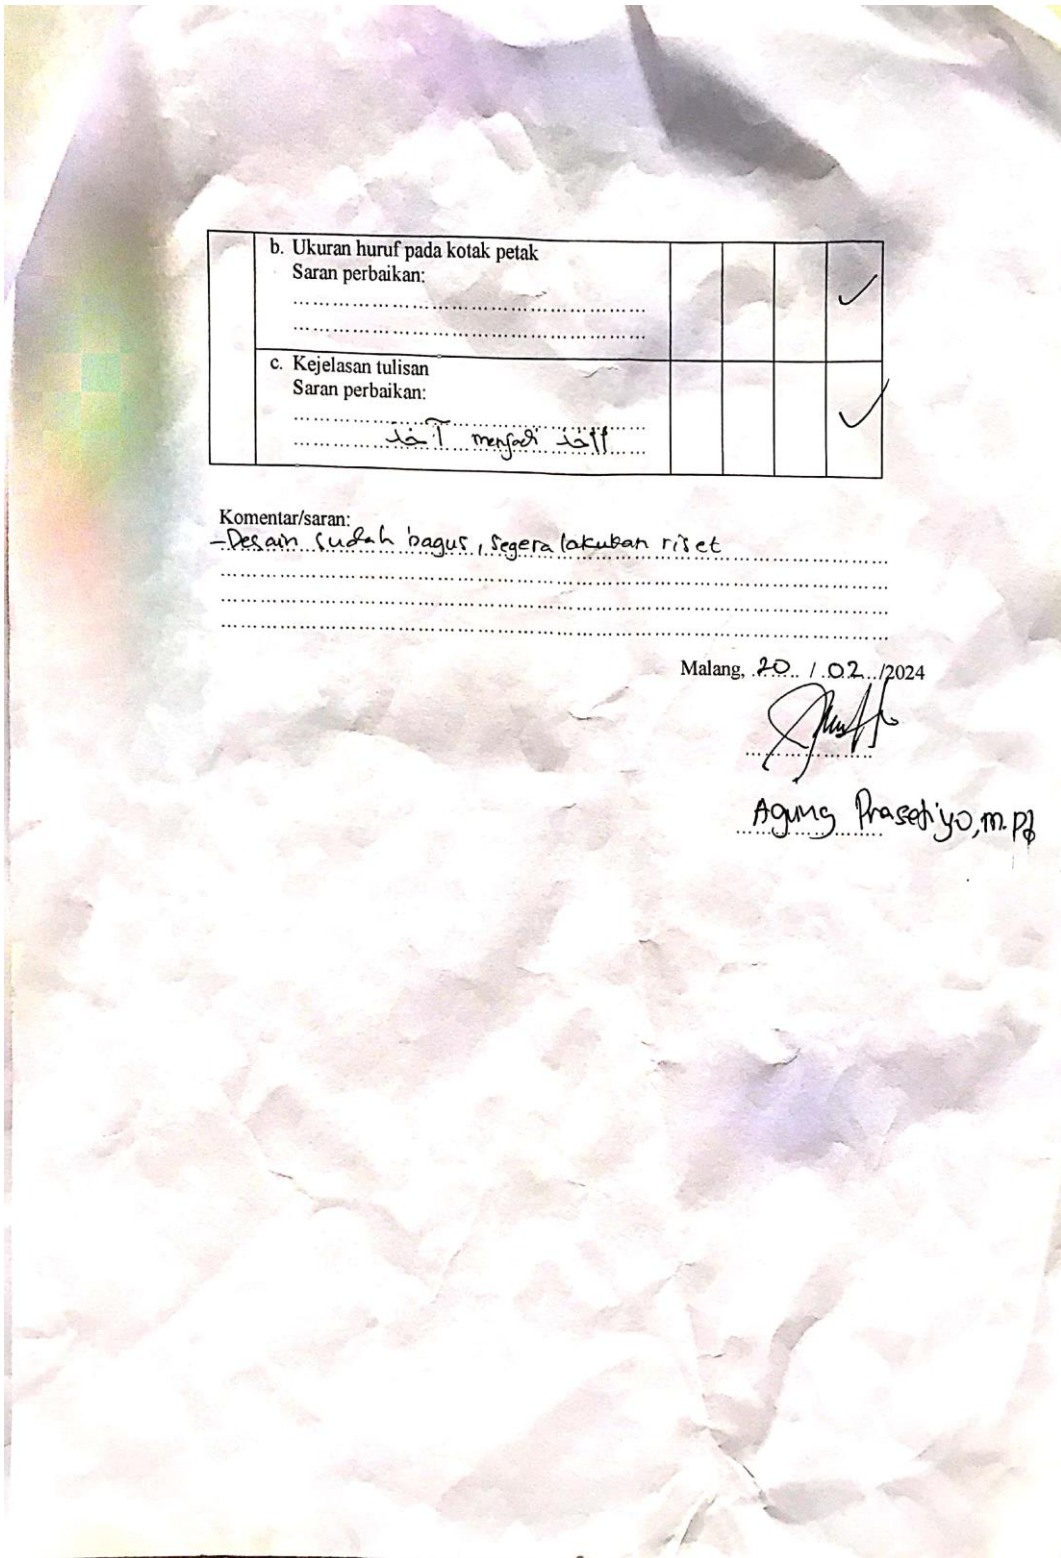 b. Ukuran huruf pada kotak petak
Saran perbaikan:
......................................................
......................................................
✓
c. Kejelasan tulisan
Saran perbaikan:
......................................................
menjadi
✓
Komentar/saran:
- Desain sudah bagus, segera lakukan riset
Malang, 20 / 02 /2024
Agung Prasetiyo, M.Pd